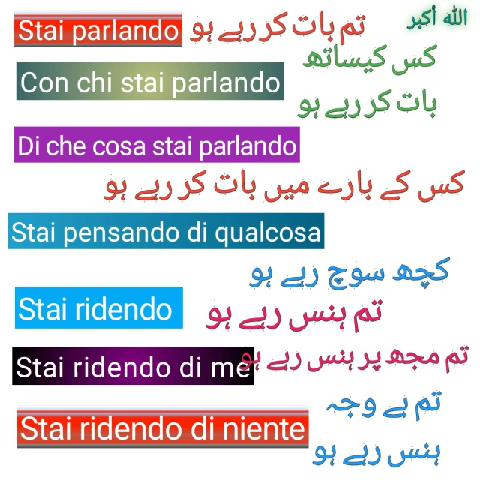 الله أكبر
Stai parlando تم بات کر رہے ہو
کس کیساتھ
Con chi stai parlando
بات کر رہے ہو
Di che cosa stai parlando
کس کے بارے میں بات کر رہے ہو
Stai pensando di qualcosa
کچھ سوچ رہے ہو
Stai ridendo تم ہنس رہے ہو
Stai ridendo di me تم مجھ پر ہنس رہے ہو
تم بے وجہ
Stai ridendo di niente
ہنس رہے ہو